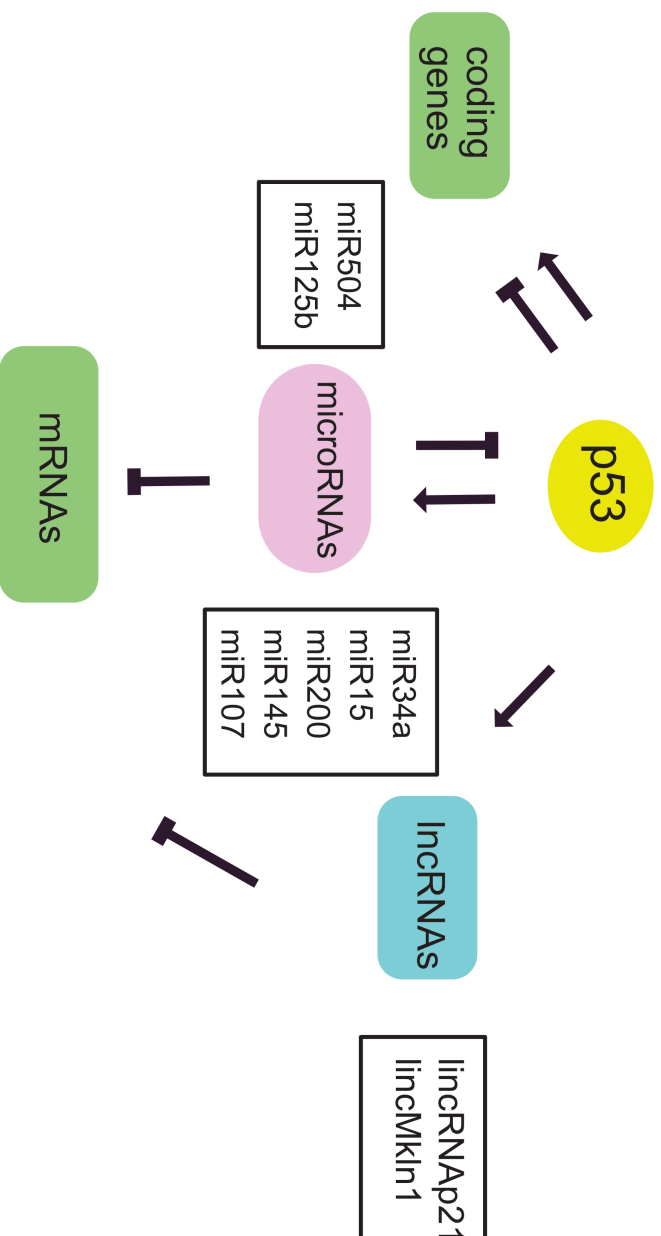 p53
coding
genes
miR504
miR125b
microRNAs
miR34a
miR15
miR200
miR145
miR107
lncRNAs
lincRNAp21
lincMkln1
mRNAs